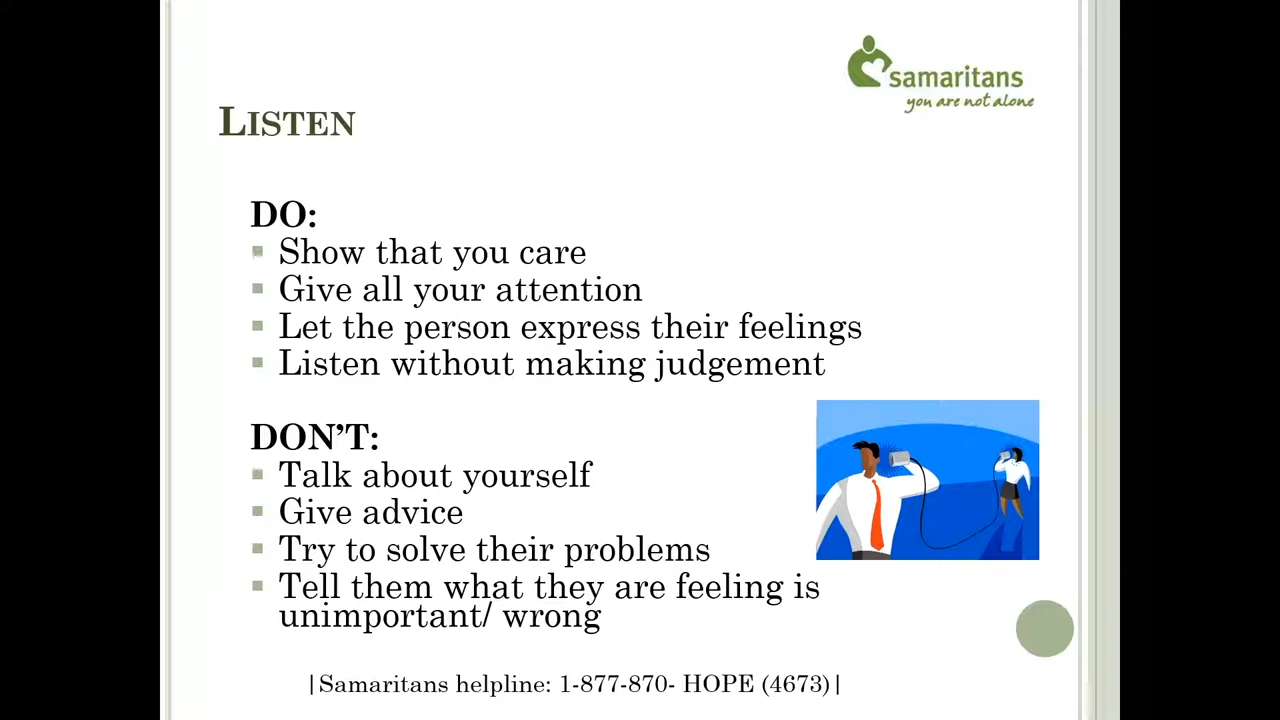 samaritans
you are not alone
LISTEN
DO:
Show that you care
Give all your attention
Let the person express their feelings
Listen without making judgement
DON’T:
Talk about yourself
Give advice
Try to solve their problems
Tell them what they are feeling is
unimportant/ wrong
|Samaritans helpline: 1-877-870- HOPE (4673)|